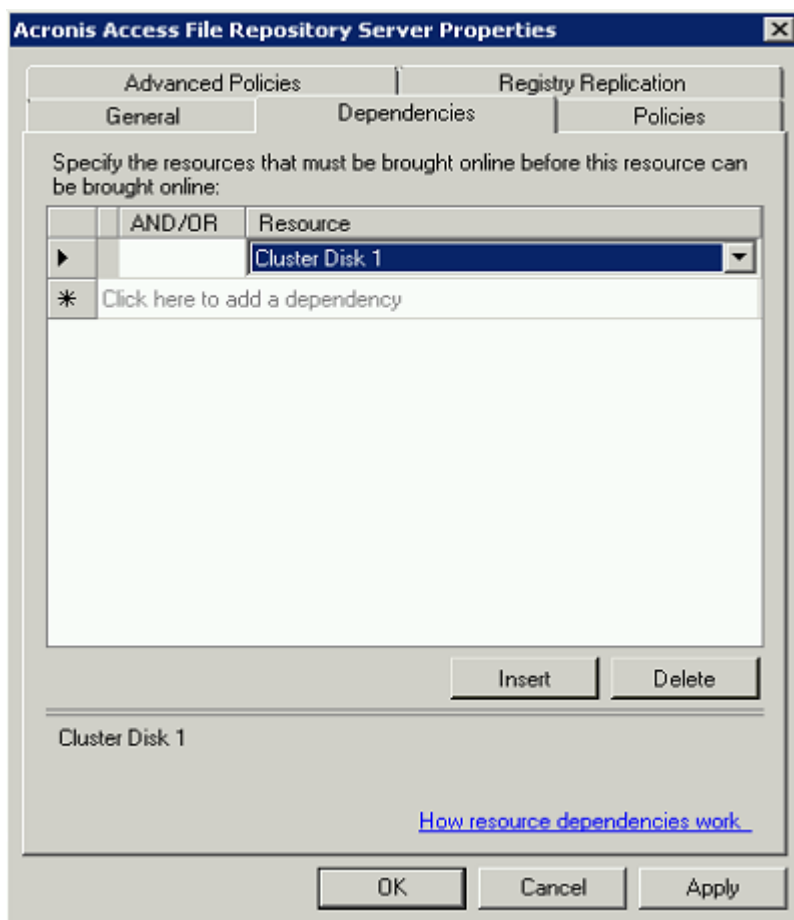 Acronis Access File Repository Server Properties
Advanced Policies
Registry Replication
General
Dependencies
Policies
Specify the resources that must be brought online before this resource can
be brought online:
AND/OR Resource
Cluster Disk 1
Click here to add a dependency
Insert
Delete
Cluster Disk 1
How resource dependencies work
OK
Cancel
Apply